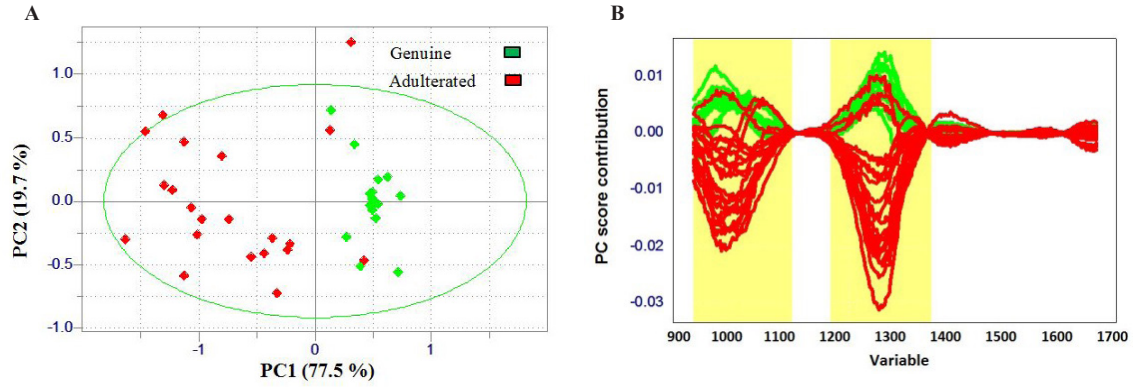 A
Genuine
Adulterated
PC2 (19.7 %)
1.0
0.5
0.0
-0.5
-1.0
-1
0
1
PC1 (77.5 %)
B
PC score contribution
0.01
0.00
-0.01
-0.02
-0.03
900 1000 1100 1200 1300 1400 1500 1600 1700
Variable